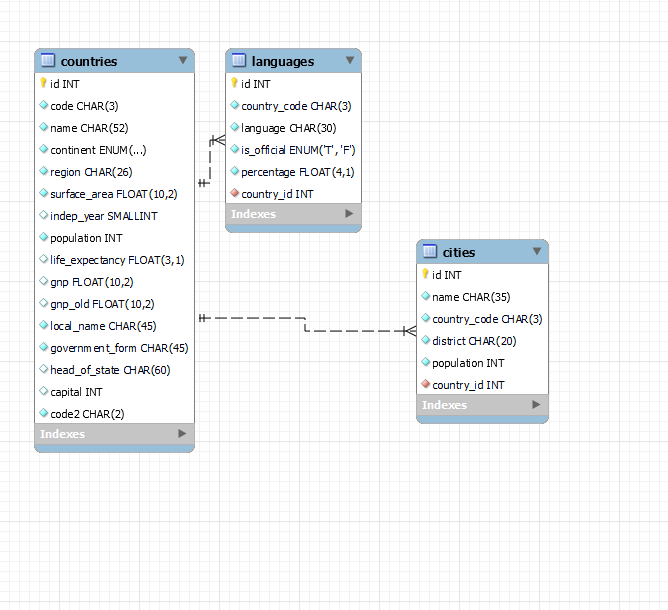 countries
id INT
code CHAR(3)
name CHAR(52)
continent ENUM(...)
region CHAR(26)
surface_area FLOAT(10,2)
indep_year SMALLINT
population INT
life_expectancy FLOAT(3,1)
gnp FLOAT(10,2)
gnp_old FLOAT(10,2)
local_name CHAR(45)
government_form CHAR(45)
head_of_state CHAR(60)
capital INT
code2 CHAR(2)
Indexes
languages
id INT
country_code CHAR(3)
language CHAR(30)
is_official ENUM('T', 'F')
percentage FLOAT(4,1)
country_id INT
Indexes
cities
id INT
name CHAR(35)
country_code CHAR(3)
district CHAR(20)
population INT
country_id INT
Indexes